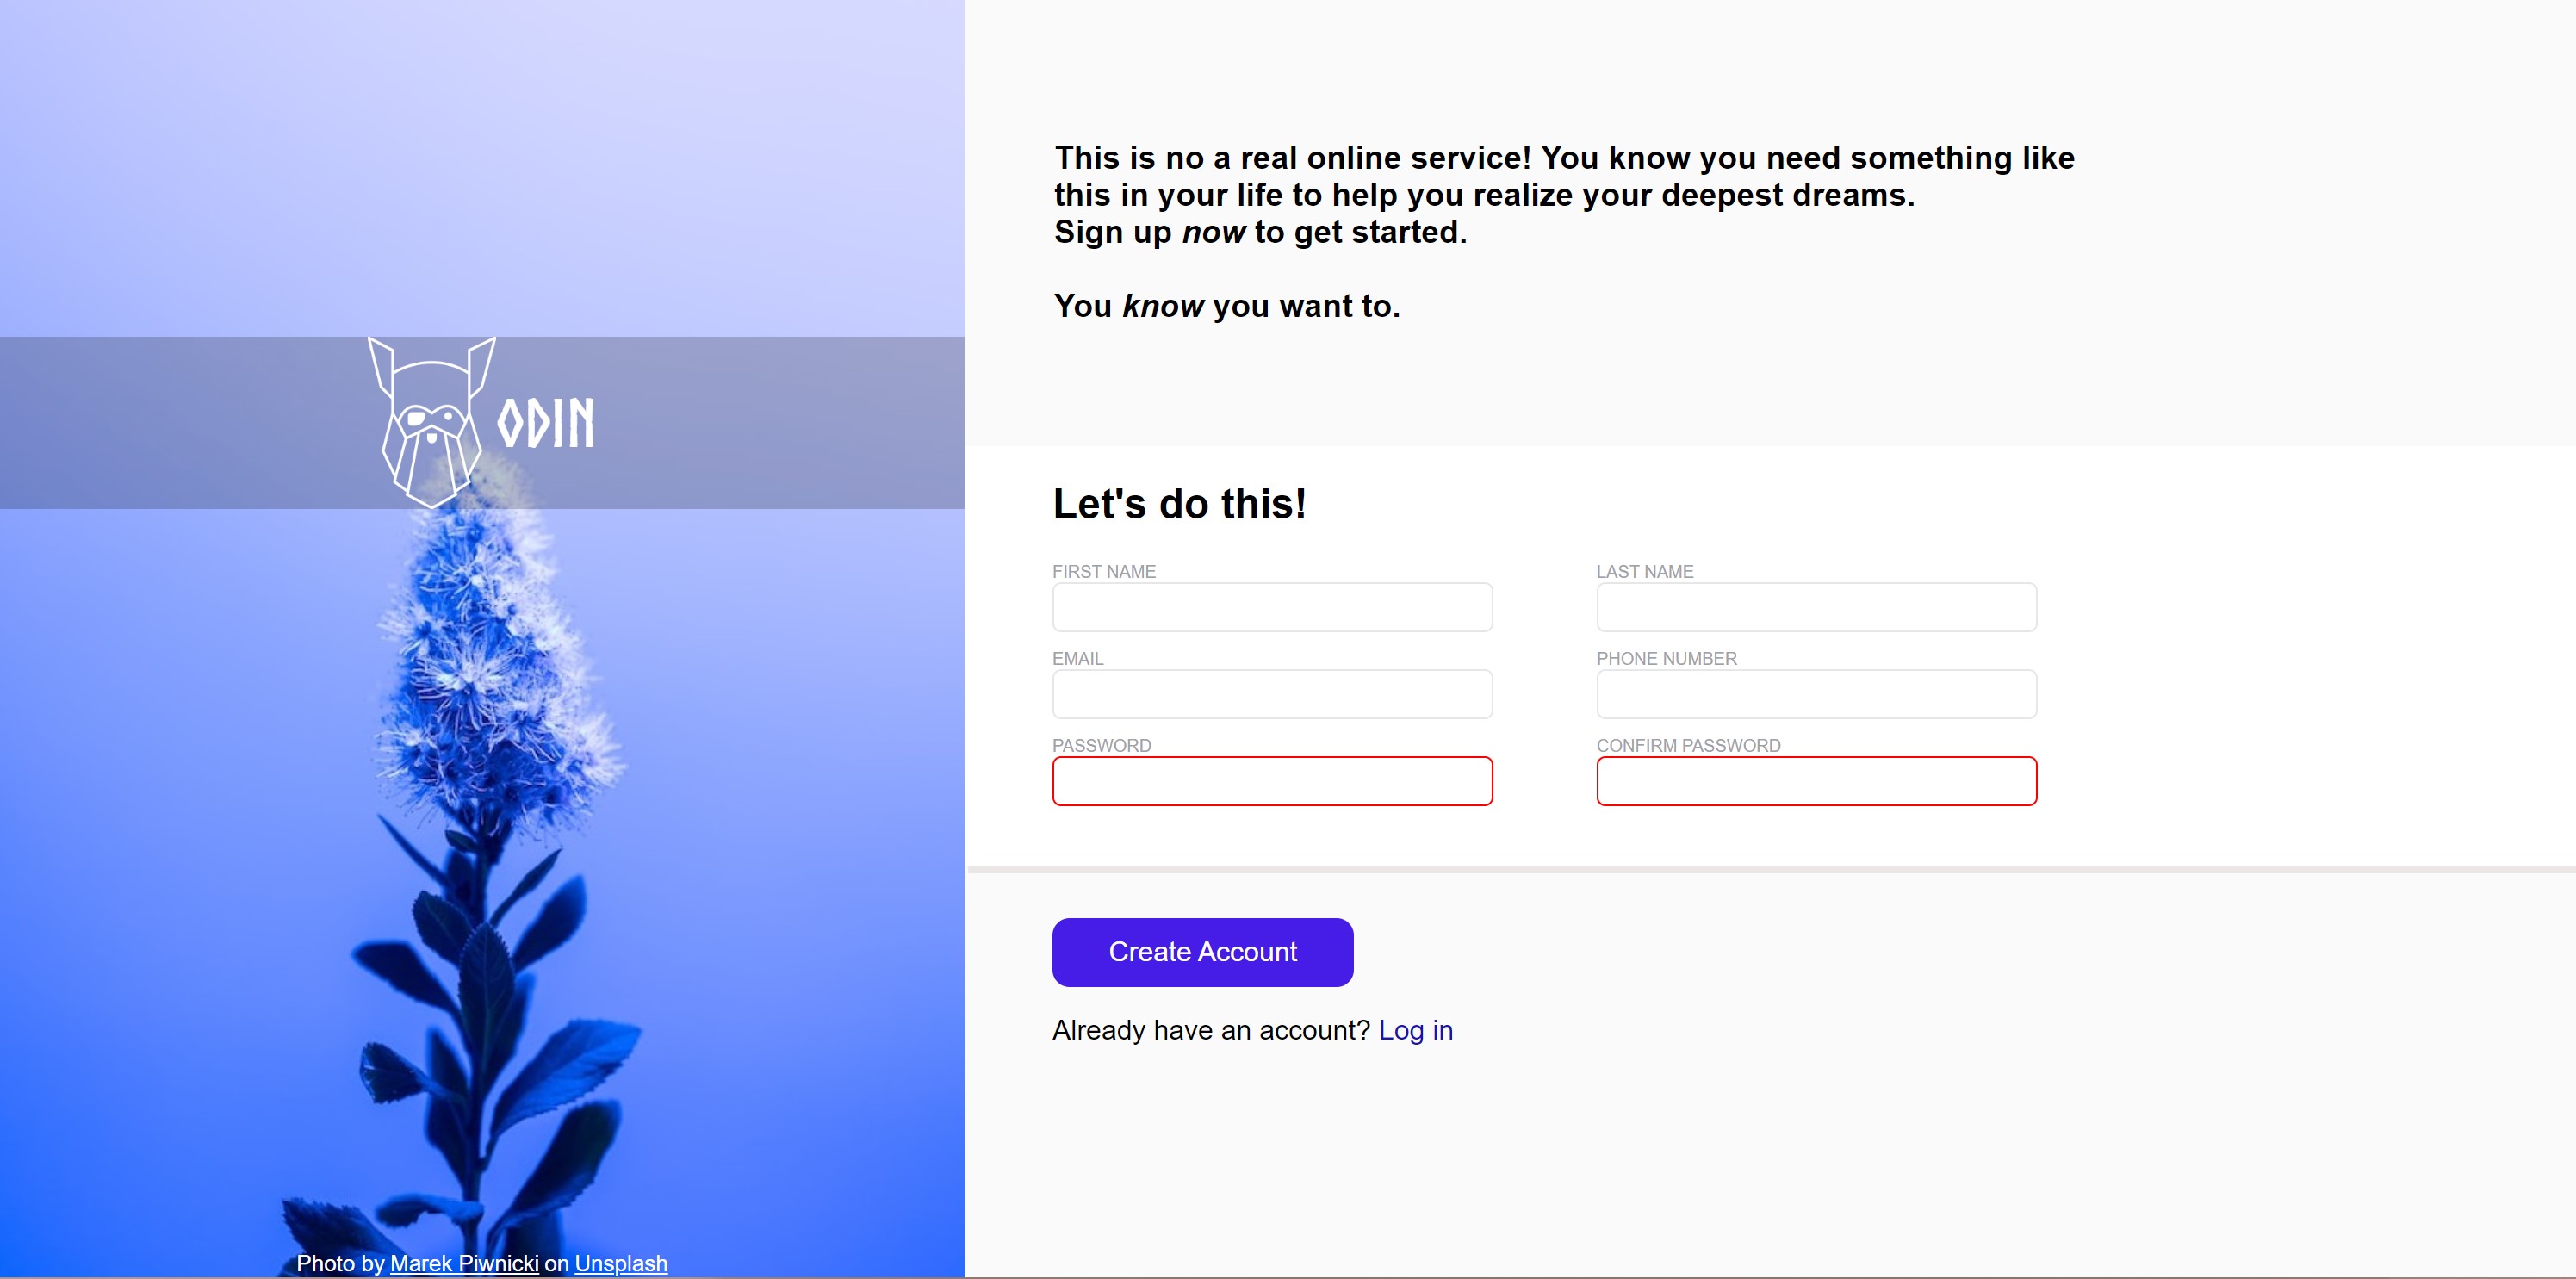 ODIN
Photo by Marek Piwnicki on Unsplash
This is no a real online service! You know you need something like
this in your life to help you realize your deepest dreams.
Sign up now to get started.
You know you want to.
Let's do this!
FIRST NAME
LAST NAME
EMAIL
PHONE NUMBER
PASSWORD
CONFIRM PASSWORD
Create Account
Already have an account? Log in